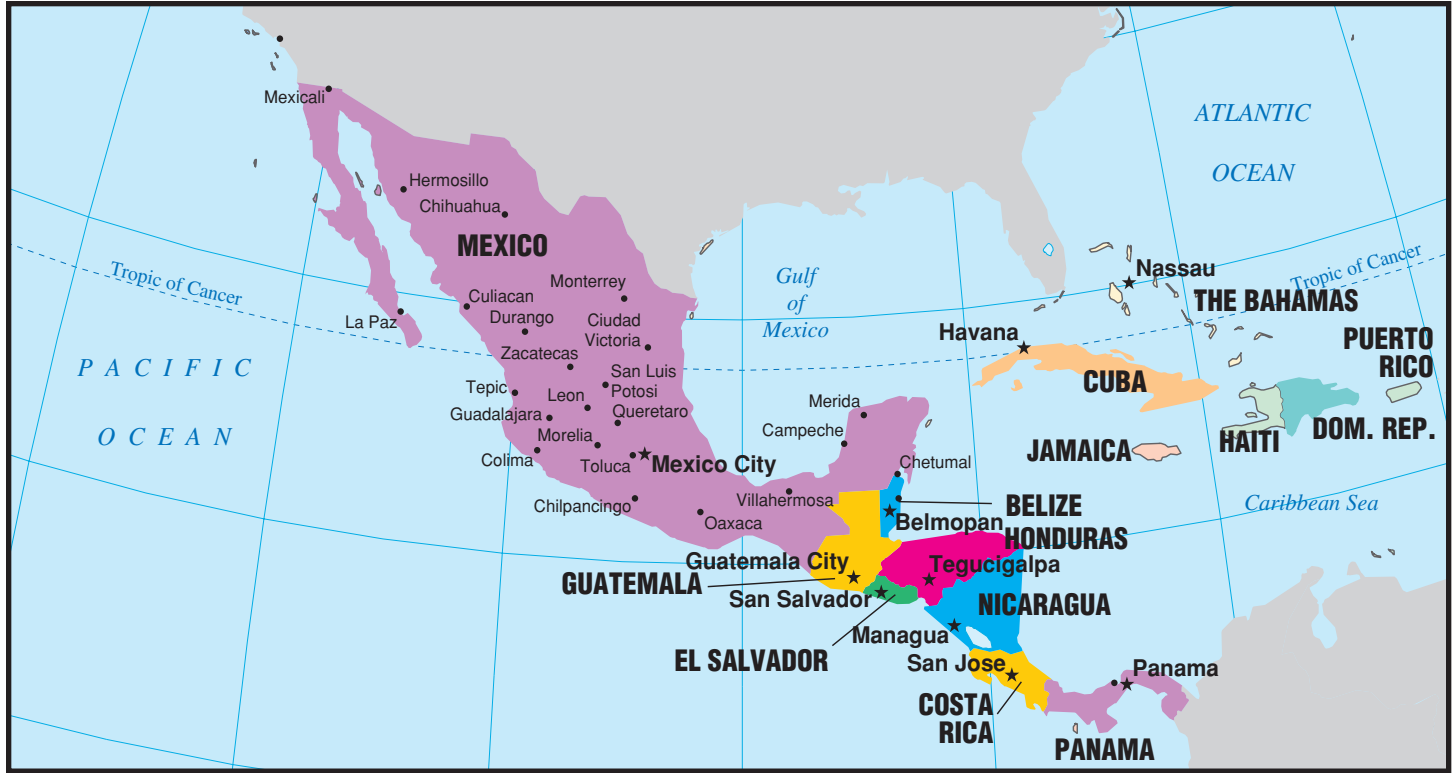 Mexicali
ATLANTIC
OCEAN
Hermosillo
Chihuahua
MEXICO
Tropic of Cancer
Tropic of Cancer
Gulf
of
Mexico
Nassau
THE BAHAMAS
Monterrey
Culiacan
Durango
La Paz
Ciudad
Victoria
Havana
Zacatecas
PUERTO
RICO
PACIFIC
OCEAN
San Luis
Potosi
CUBA
Tepic
Leon
Queretaro
Guadalajara
Merida
Morelia
Campeche
HAITI
DOM. REP.
Colima
Toluca
Mexico City
JAMAICA
Chetumal
Chilpancingo
Villahermosa
Oaxaca
BELIZE
Belmopan
Caribbean Sea
HONDURAS
Guatemala City
Tegucigalpa
GUATEMALA
San Salvador
NICARAGUA
Managua
EL SALVADOR
San Jose
Panama
COSTA
RICA
PANAMA